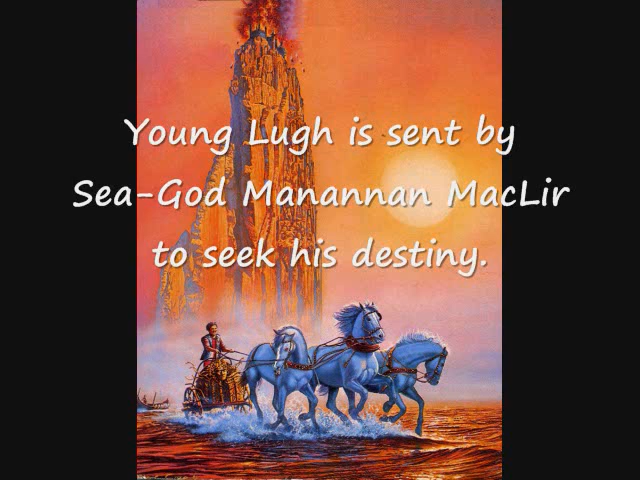 Young Lugh is sent by
Sea-God Manannan MacLir
to seek his destiny.